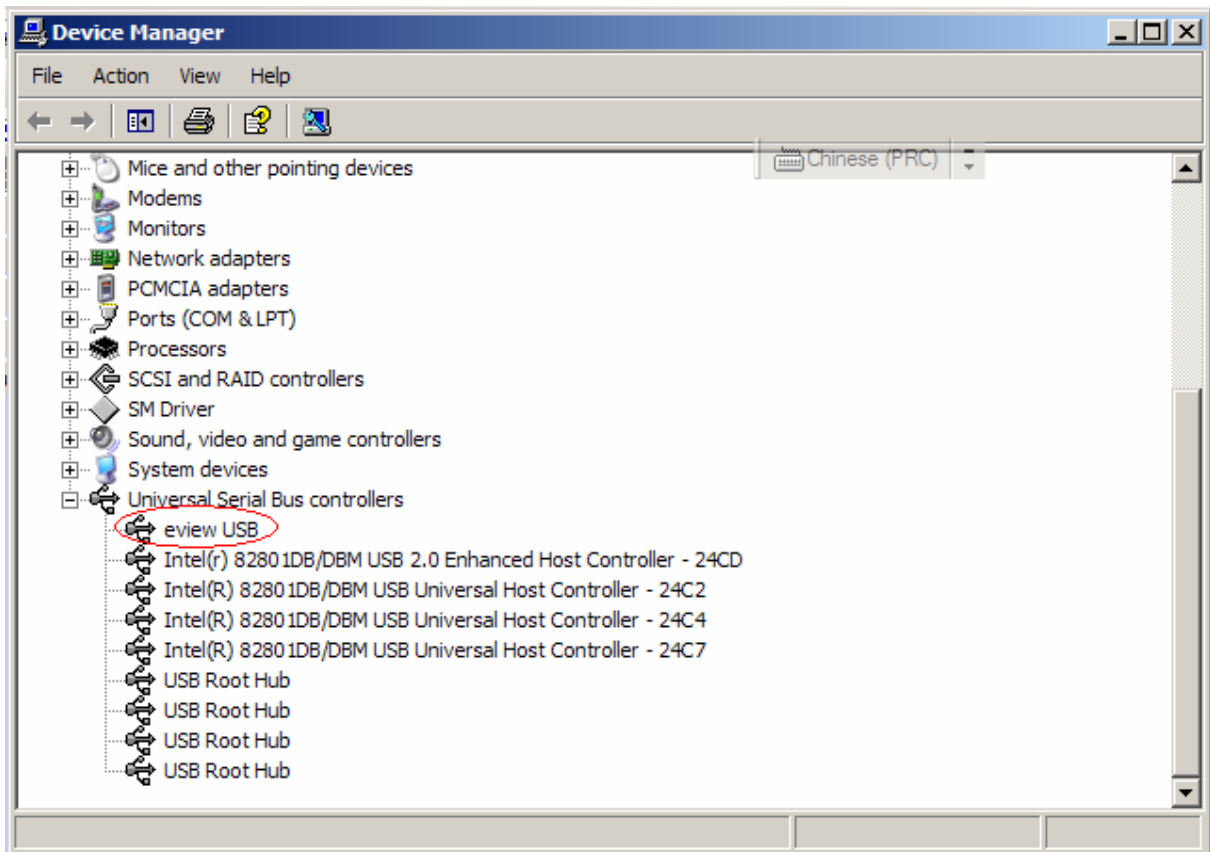 Device Manager
File Action View Help
Chinese (PRC)
Mice and other pointing devices
Modems
Monitors
Network adapters
PCMCIA adapters
Ports (COM & LPT)
Processors
SCSI and RAID controllers
SM Driver
Sound, video and game controllers
System devices
Universal Serial Bus controllers
eview USB
Intel(r) 82801DB/DBM USB 2.0 Enhanced Host Controller - 24CD
Intel(R) 82801DB/DBM USB Universal Host Controller - 24C2
Intel(R) 82801DB/DBM USB Universal Host Controller - 24C4
Intel(R) 82801DB/DBM USB Universal Host Controller - 24C7
USB Root Hub
USB Root Hub
USB Root Hub
USB Root Hub